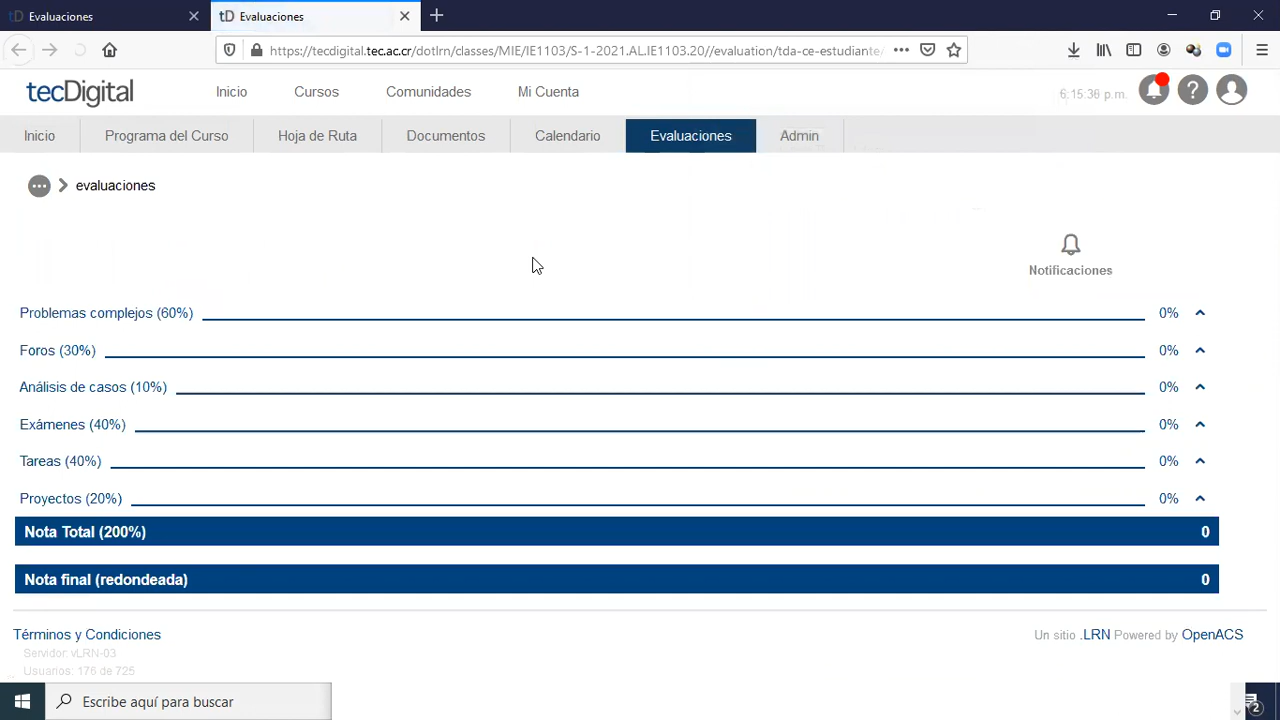 Evaluaciones
Evaluaciones
https://tecdigital.tec.ac.cr/dotlrn/classes/MIE/IE1103/S-1-2021.AL.IE1103.20//evaluation/tda-ce-estudiante/
tecDigital
Inicio
Cursos
Comunidades
Mi Cuenta
6:15:36 p.m.
Inicio
Programa del Curso
Hoja de Ruta
Documentos
Calendario
Evaluaciones
Admin
evaluaciones
Notificaciones
Problemas complejos (60%) 0%
Foros (30%) 0%
Análisis de casos (10%) 0%
Exámenes (40%) 0%
Tareas (40%) 0%
Proyectos (20%) 0%
Nota Total (200%) 0
Nota final (redondeada) 0
Términos y Condiciones
Un sitio .LRN Powered by OpenACS
Servidor: vLRN-03
Usuarios: 176 de 725
Escribe aquí para buscar
2